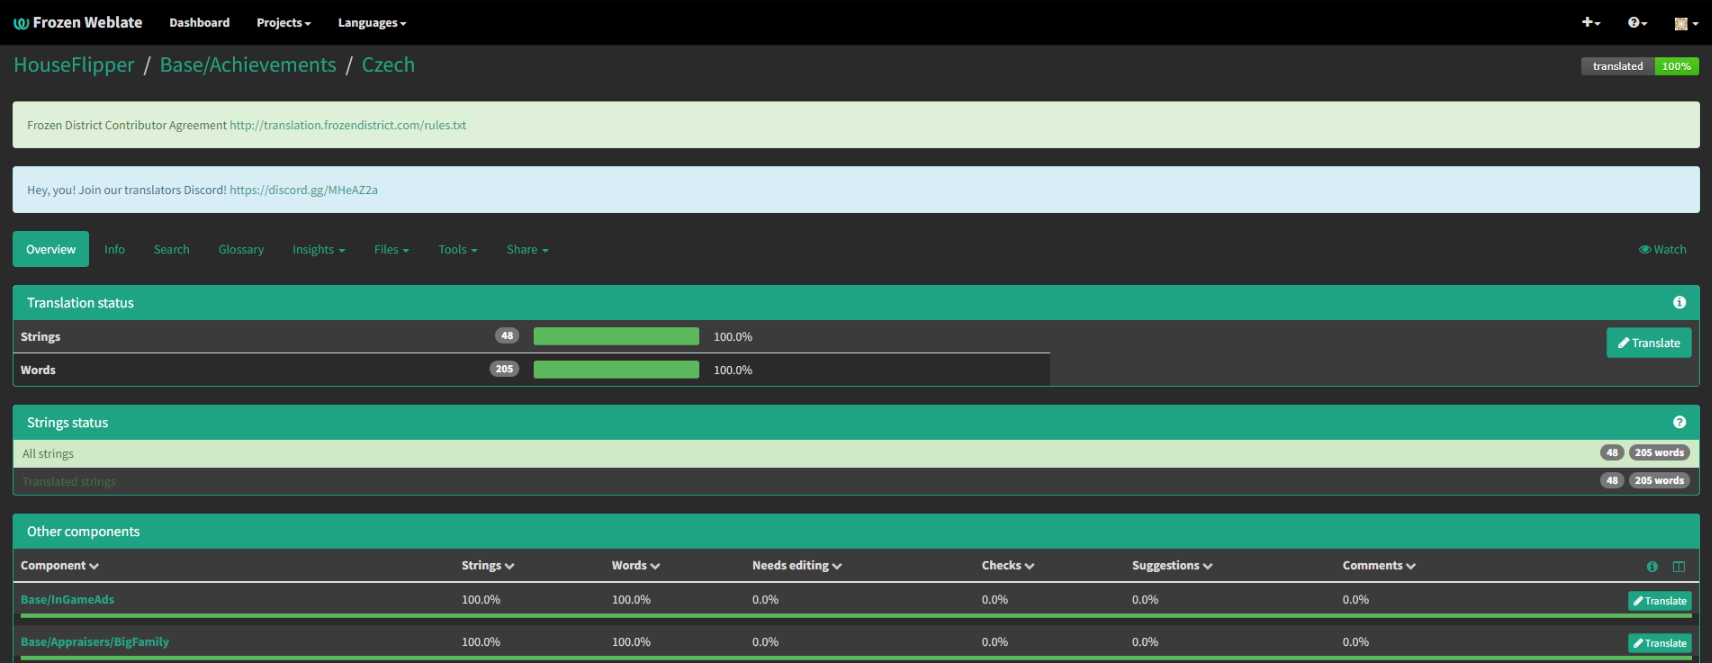 Frozen Weblate Dashboard Projects Languages
HouseFlipper / Base/Achievements / Czech translated 100%
Frozen District Contributor Agreement http://translation.frozendistrict.com/rules.txt
Hey, you! Join our translators Discord! https://discord.gg/MHeAZ2a
Overview Info Search Glossary Insights Files Tools Share Watch
Translation status
Strings 48 100.0% Translate
Words 205 100.0%
Strings status
All strings 48 205 words
Translated strings 48 205 words
Other components
Component Strings Words Needs editing Checks Suggestions Comments
Base/InGameAds 100.0% 100.0% 0.0% 0.0% 0.0% 0.0% Translate
Base/Appraisers/BigFamily 100.0% 100.0% 0.0% 0.0% 0.0% 0.0% Translate